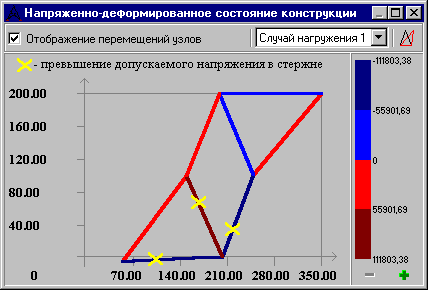 Напряженно-деформированное состояние конструкции
Отображение перемещений узлов
Случай нагружения 1
- превышение допускаемого напряжения в стержне
200.00
160.00
120.00
80.00
40.00
0
70.00 140.00 210.00 280.00 350.00
-111803,38
-55901,69
0
55901,69
111803,38